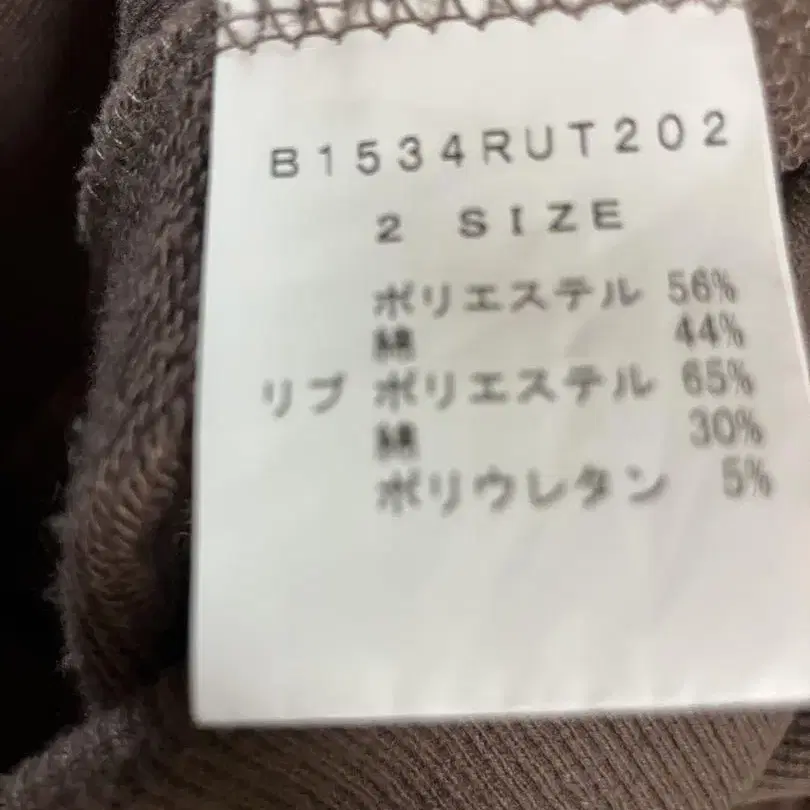 B1534RUT202
2 SIZE
ポリエステル 56%
綿 44%
リブ ポリエステル 65%
綿 30%
ポリウレタン 5%